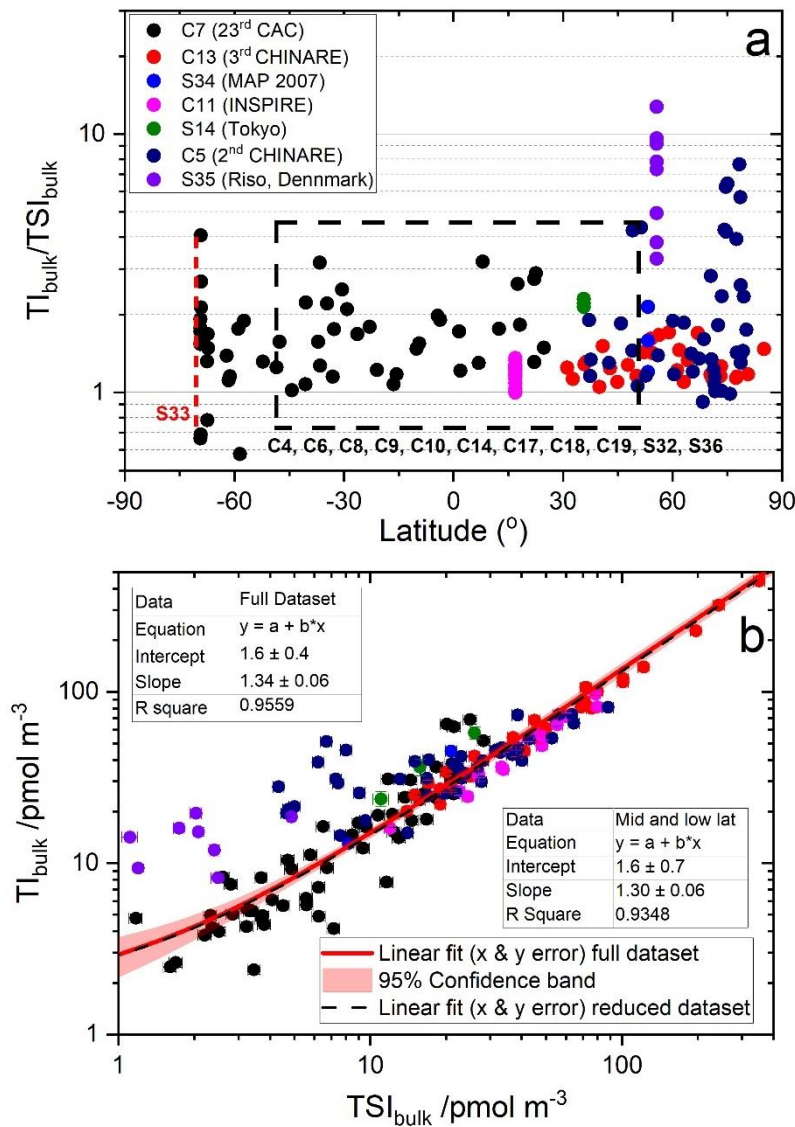 a
C7 (23rd CAC)
C13 (3rd CHINARE)
S34 (MAP 2007)
C11 (INSPIRE)
S14 (Tokyo)
C5 (2nd CHINARE)
S35 (Riso, Dennmark)
10
1
TIbulk/TSIbulk
S33
C4, C6, C8, C9, C10, C14, C17, C18, C19, S32, S36
-90 -60 -30 0 30 60 90
Latitude (o)
b
Data Full Dataset
Equation y = a + b*x
Intercept 1.6 ± 0.4
Slope 1.34 ± 0.06
R square 0.9559
100
10
1
TIbulk /pmol m-3
Data Mid and low lat
Equation y = a + b*x
Intercept 1.6 ± 0.7
Slope 1.30 ± 0.06
R Square 0.9348
Linear fit (x & y error) full dataset
95% Confidence band
Linear fit (x & y error) reduced dataset
1 10 100
TSIbulk /pmol m-3